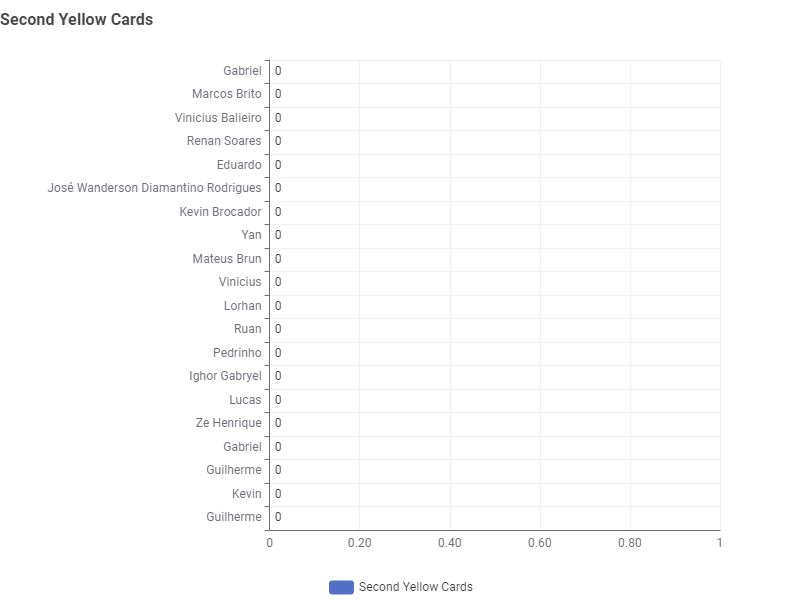 Second Yellow Cards
Gabriel 0
Marcos Brito 0
Vinicius Balieiro 0
Renan Soares 0
Eduardo 0
José Wanderson Diamantino Rodrigues 0
Kevin Brocador 0
Yan 0
Mateus Brun 0
Vinicius 0
Lorhan 0
Ruan 0
Pedrinho 0
Ighor Gabryel 0
Lucas 0
Ze Henrique 0
Gabriel 0
Guilherme 0
Kevin 0
Guilherme 0
0 0.20 0.40 0.60 0.80 1
Second Yellow Cards